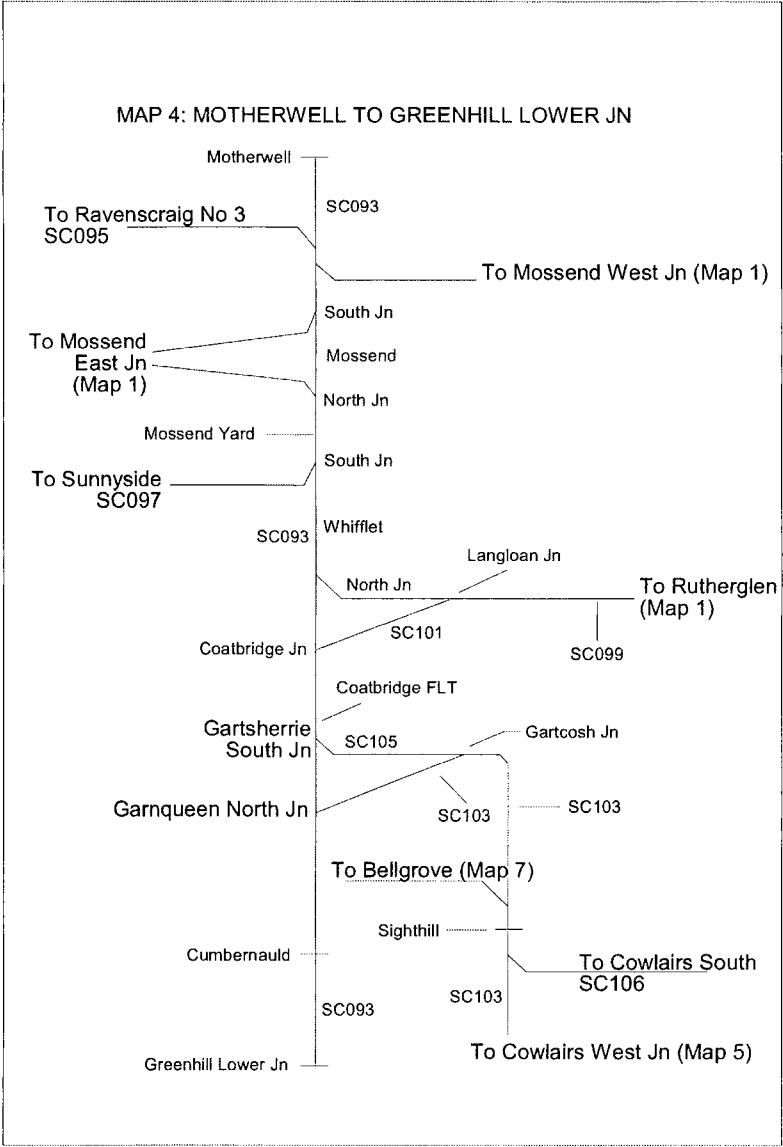 MAP 4: MOTHERWELL TO GREENHILL LOWER JN
Motherwell
SC093
To Ravenscraig No 3
SC095
To Mossend West Jn (Map 1)
South Jn
To Mossend
East Jn
(Map 1)
Mossend
North Jn
Mossend Yard
South Jn
To Sunnyside
SC097
SC093
Whifflet
Langloan Jn
North Jn
To Rutherglen
(Map 1)
SC101
SC099
Coatbridge Jn
Coatbridge FLT
Gartsherrie
South Jn
SC105
Gartcosh Jn
Garnqueen North Jn
SC103
SC103
To Bellgrove (Map 7)
Sighthill
Cumbernauld
To Cowlairs South
SC106
SC103
SC093
To Cowlairs West Jn (Map 5)
Greenhill Lower Jn